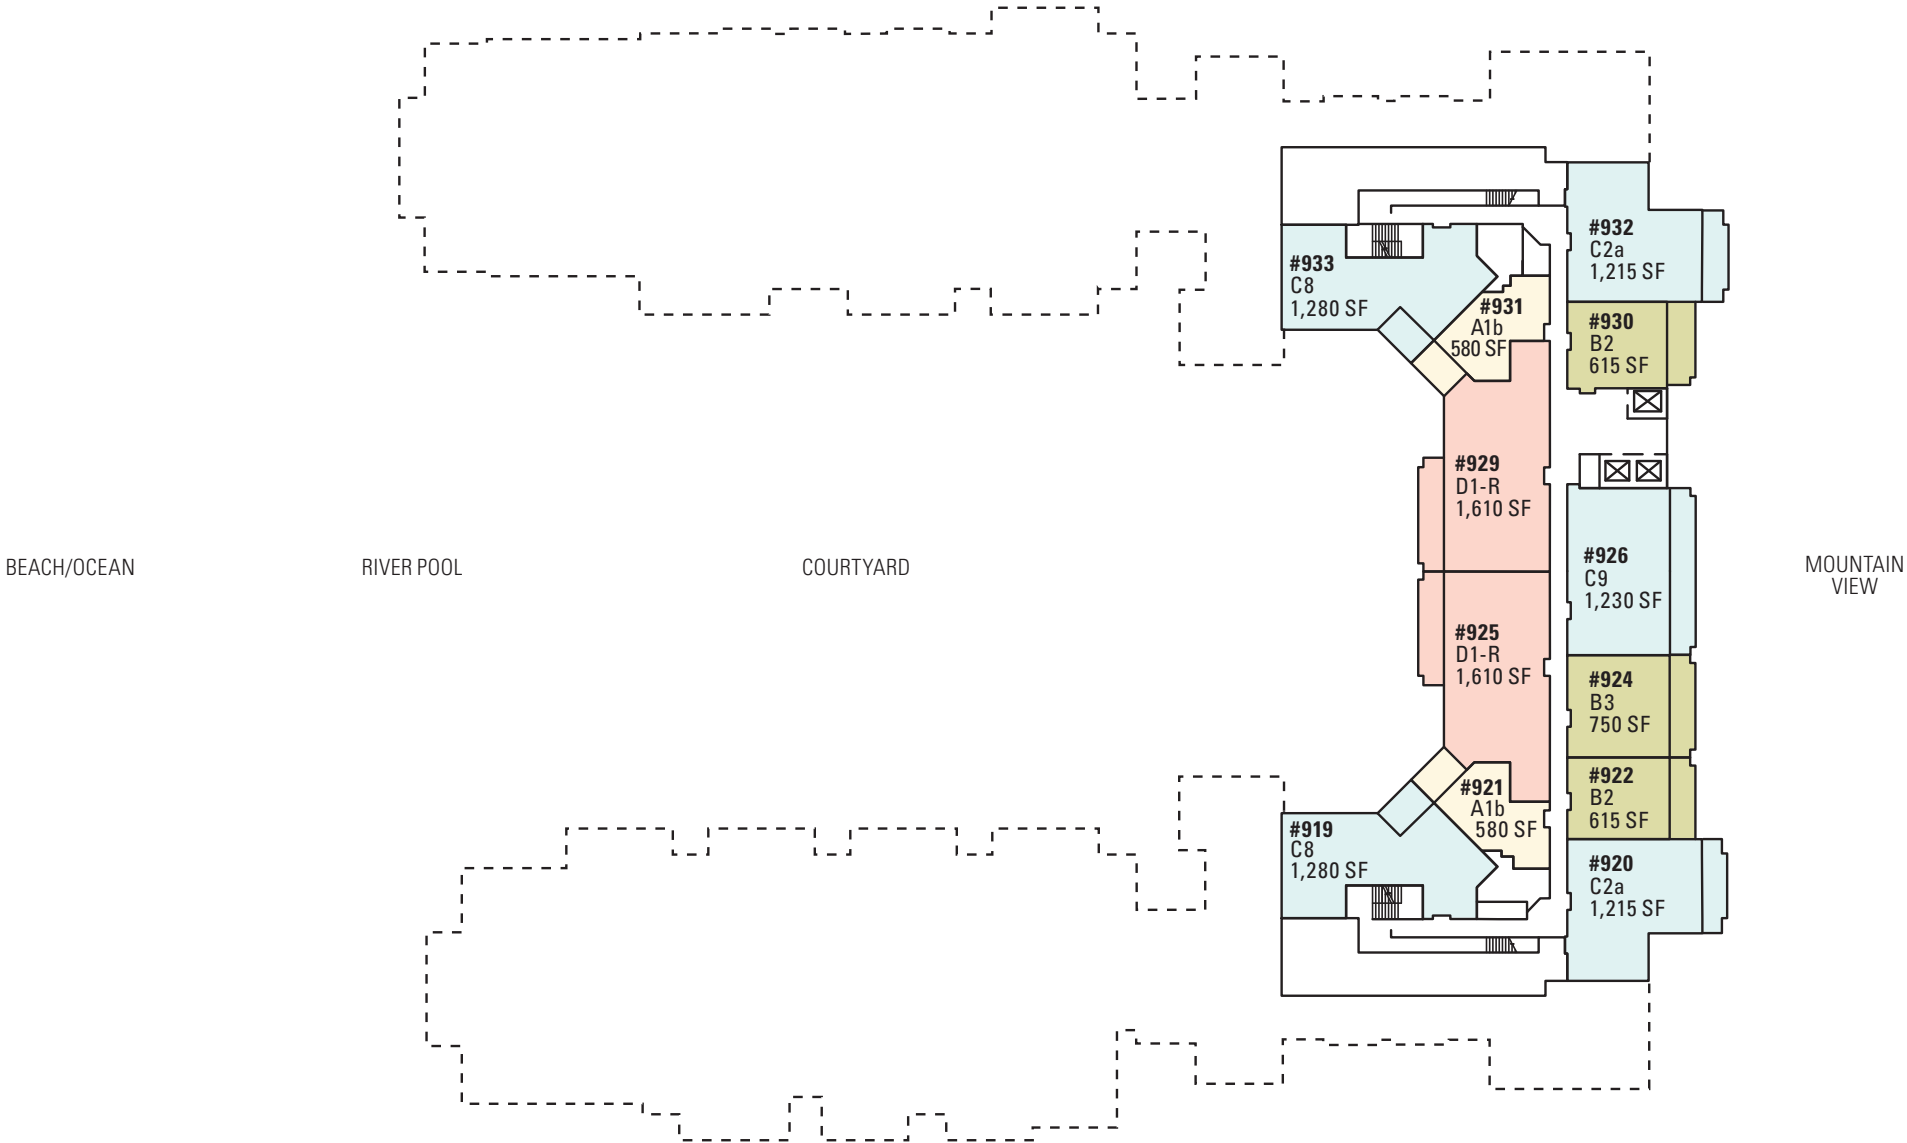 #932
C2a
1,215 SF
#933
C8
1,280 SF
#931
A1b
580 SF
#930
B2
615 SF
#929
D1-R
1,610 SF
#926
C9
1,230 SF
BEACH/OCEAN
RIVER POOL
COURTYARD
MOUNTAIN
VIEW
#925
D1-R
1,610 SF
#924
B3
750 SF
#922
B2
615 SF
#921
A1b
580 SF
#919
C8
1,280 SF
#920
C2a
1,215 SF